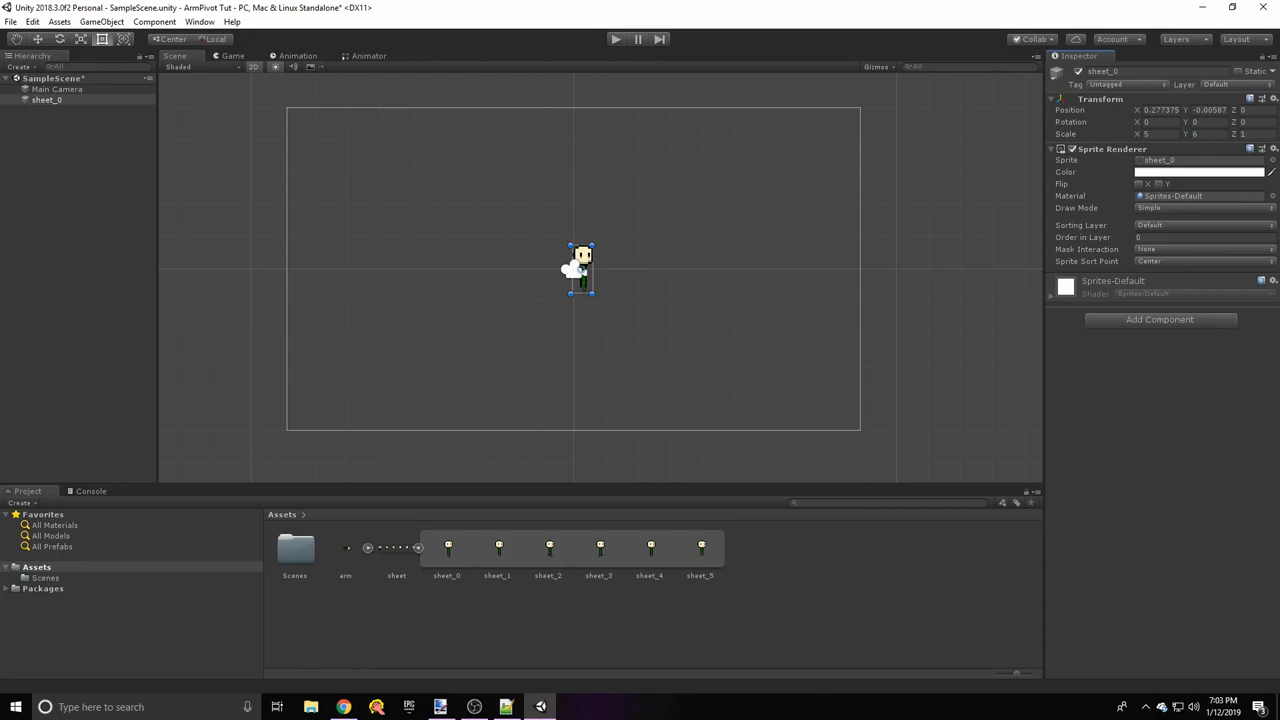 Unity 2018.3.0f2 Personal - SampleScene.unity - ArmPivot Tut - PC, Mac & Linux Standalone* <DX11>
File Edit Assets GameObject Component Window Help
Center Local Collab Account Layers Layout
Hierarchy Scene Game Animation Animator Inspector
Create All Shaded 2D Gizmos All
sheet_0 Static
SampleScene*
Main Camera
sheet_0
Tag Untagged Layer Default
Transform
Position X 0.277375 Y -0.00587 Z 0
Rotation X 0 Y 0 Z 0
Scale X 5 Y 6 Z 1
Sprite Renderer
Sprite sheet_0
Color
Flip X Y
Material Sprites-Default
Draw Mode Simple
Sorting Layer Default
Order in Layer 0
Mask Interaction None
Sprite Sort Point Center
Sprites-Default
Shader Sprites/Default
Add Component
Project Console
Create
Favorites
All Materials
All Models
All Prefabs
Assets
Scenes
Packages
Assets
Scenes arm sheet sheet_0 sheet_1 sheet_2 sheet_3 sheet_4 sheet_5
Type here to search
EPIC
7:03 PM
1/12/2019